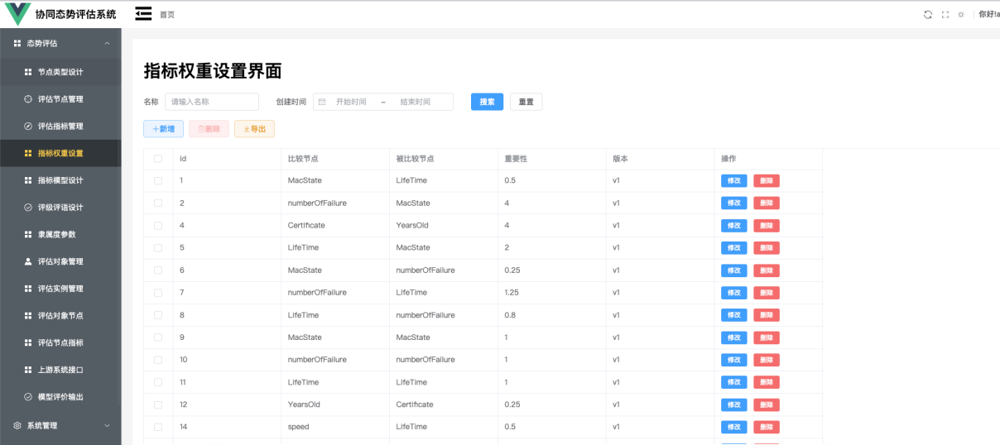 协同态势评估系统
首页
你好!a
态势评估
节点类型设计
评估节点管理
评估指标管理
指标权重设置
指标模型设计
评级评语设计
隶属度参数
评估对象管理
评估实例管理
评估对象节点
评估节点指标
上游系统接口
模型评价输出
系统管理
指标权重设置界面
名称 请输入名称 创建时间 开始时间 – 结束时间 搜索 重置
+新增 删除 导出
id 比较节点 被比较节点 重要性 版本 操作
1 MacState LifeTime 0.5 v1 修改 删除
2 numberOfFailure MacState 4 v1 修改 删除
4 Certificate YearsOld 4 v1 修改 删除
5 LifeTime MacState 2 v1 修改 删除
6 MacState numberOfFailure 0.25 v1 修改 删除
7 numberOfFailure LifeTime 1.25 v1 修改 删除
8 LifeTime numberOfFailure 0.8 v1 修改 删除
9 MacState MacState 1 v1 修改 删除
10 numberOfFailure numberOfFailure 1 v1 修改 删除
11 LifeTime LifeTime 1 v1 修改 删除
12 YearsOld Certificate 0.25 v1 修改 删除
14 speed LifeTime 0.5 v1 修改 删除